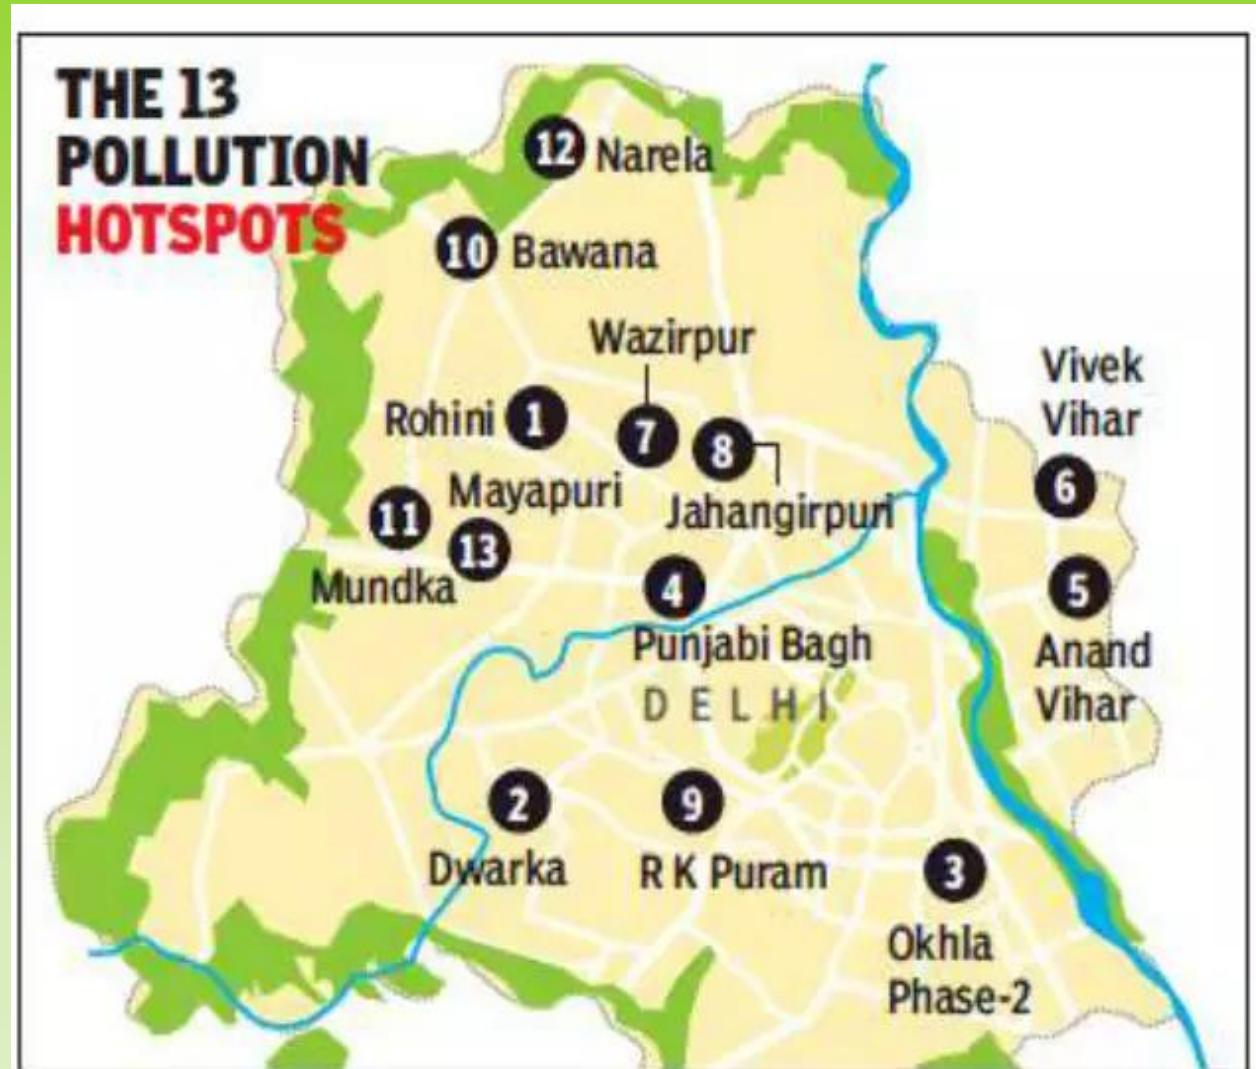 THE 13
POLLUTION
HOTSPOTS
12 Narela
10 Bawana
Wazirpur
7
Rohini 1
8
Jahangirpuri
Vivek
Vihar
6
Mayapuri
13
11
Mundka
4
Punjabi Bagh
5
Anand
Vihar
DELHI
2
Dwarka
9
R K Puram
3
Okhla
Phase-2